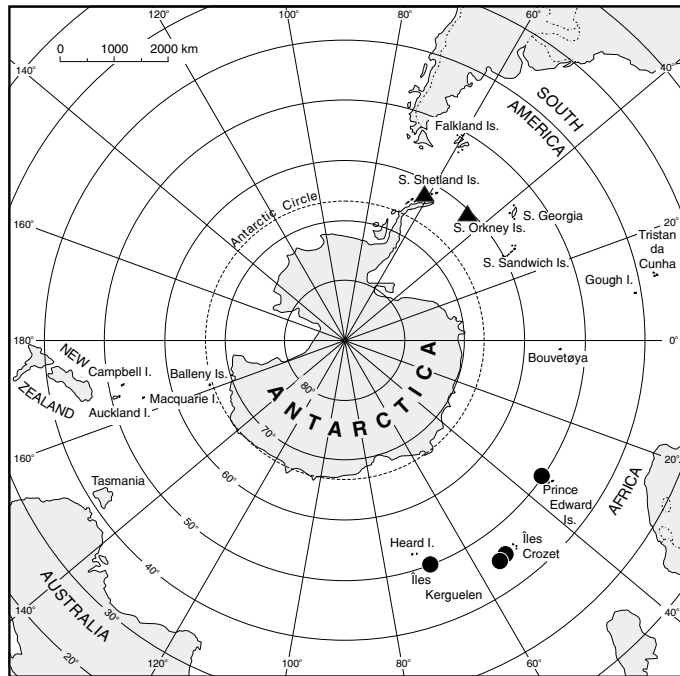 120° 100° 80° 60°
0 1000 2000 km
140°
40°
SOUTH
AMERICA
Falkland Is.
S. Shetland Is.
Antarctic Circle
S. Georgia
S. Orkney Is.
160°
20°
Tristan
da
Cunha
S. Sandwich Is.
Gough I.
180°
0°
NEW
ZEALAND
Campbell I.
Balleny Is.
Bouvetøya
Auckland I.
Macquarie I.
ANTARCTICA
80°
70°
60°
50°
40°
30°
20°
160°
20°
Tasmania
AFRICA
Prince
Edward
Is.
Îles
Crozet
Heard I.
Îles
Kerguelen
AUSTRALIA
140°
40°
120° 100° 80° 60°